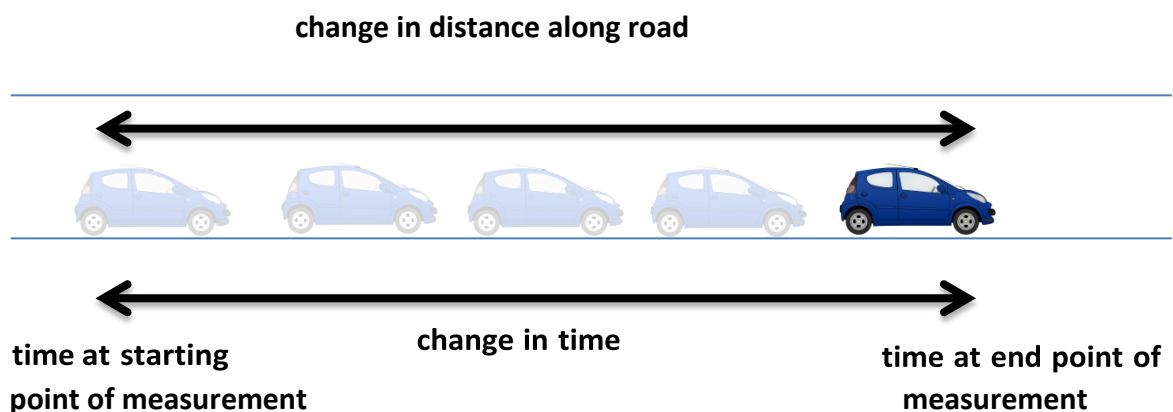 change in distance along road
change in time
time at starting
point of measurement
time at end point of
measurement